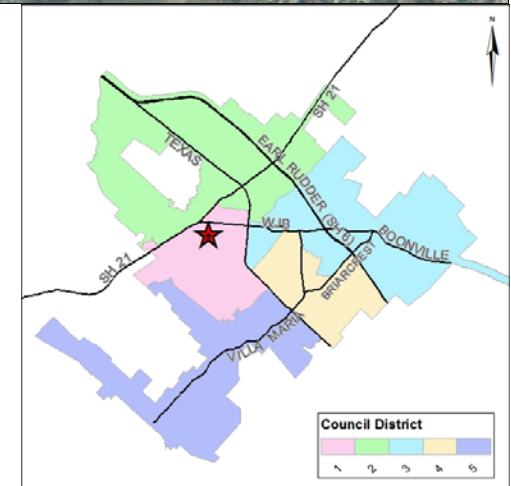 N
SH 21
TEXAS
EARL RUDDER (SH 6)
WJB
BOONVILLE
SH 21
BRIARCREST
VILLA MARIA
Council District
1 2 3 4 5